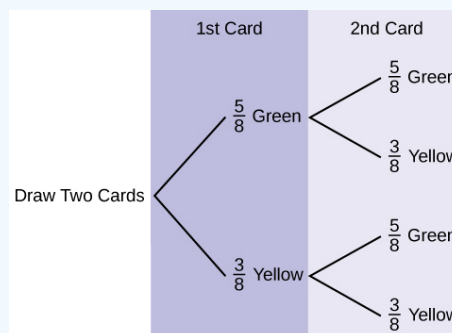 1st Card
2nd Card
5/8 Green
5/8 Green
3/8 Yellow
Draw Two Cards
3/8 Yellow
5/8 Green
3/8 Yellow